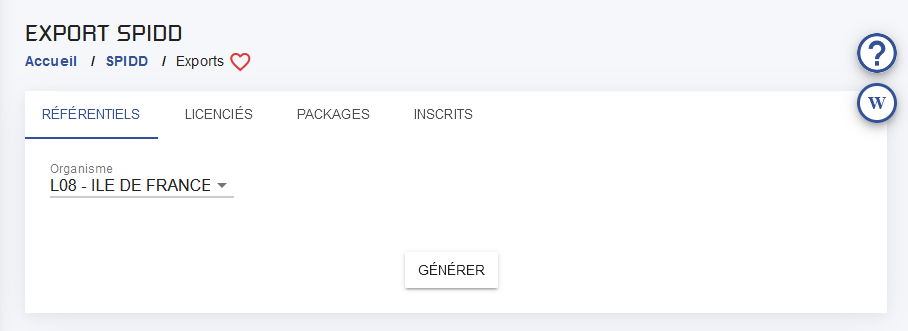 EXPORT SPIDD
Accueil / SPIDD / Exports
?
W
RÉFÉRENTIELS LICENCIÉS PACKAGES INSCRITS
Organisme
L08 - ILE DE FRANCE
GÉNÉRER